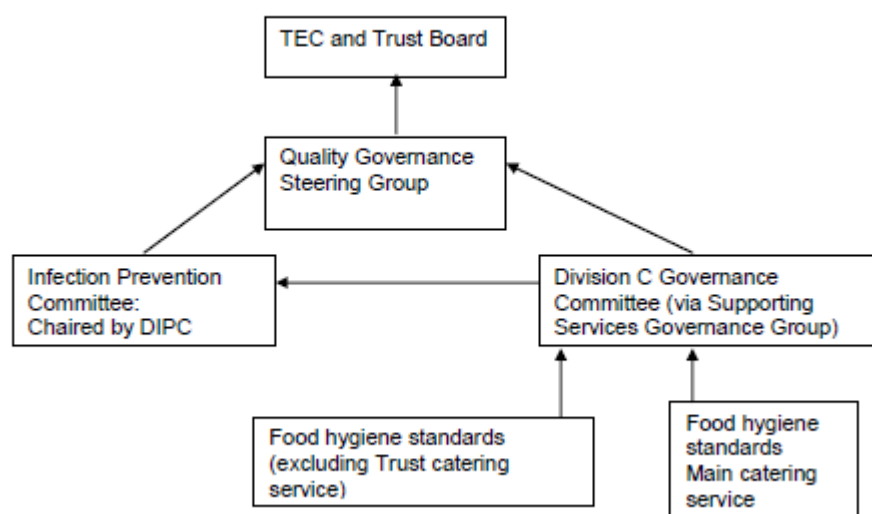 TEC and Trust Board
Quality Governance
Steering Group
Infection Prevention
Committee:
Chaired by DIPC
Division C Governance
Committee (via Supporting
Services Governance Group)
Food hygiene standards
(excluding Trust catering
service)
Food hygiene
standards
Main catering
service